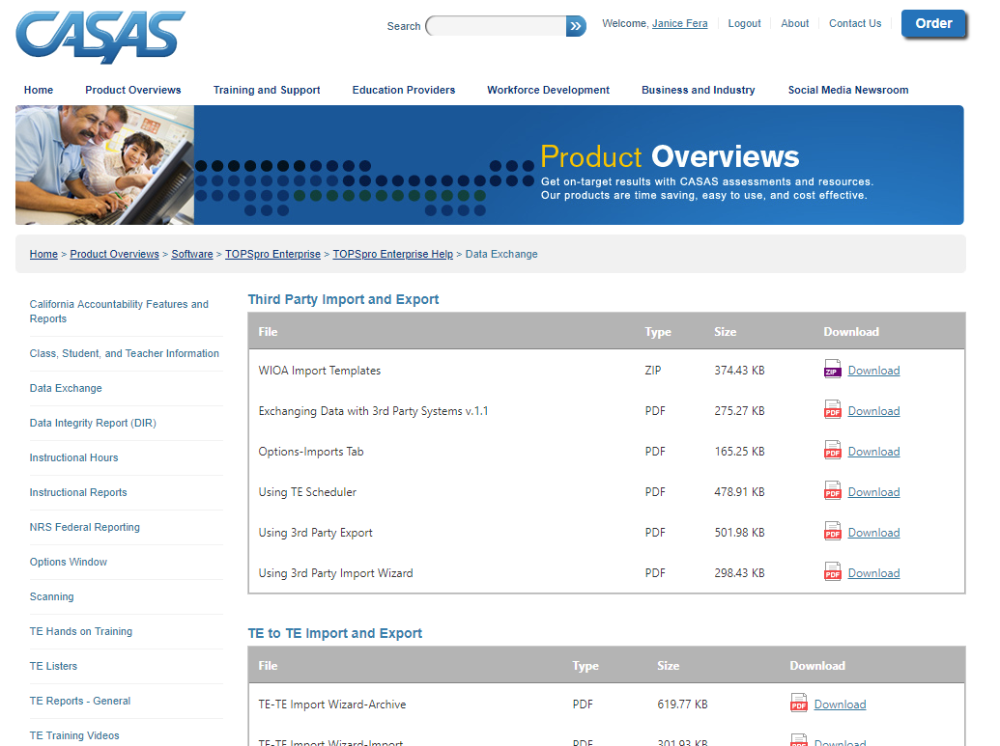 CASAS
Search
Welcome, Janice Fera
Logout
About
Contact Us
Order
Home
Product Overviews
Training and Support
Education Providers
Workforce Development
Business and Industry
Social Media Newsroom
Product Overviews
Get on-target results with CASAS assessments and resources.
Our products are time saving, easy to use, and cost effective.
Home > Product Overviews > Software > TOPSpro Enterprise > TOPSpro Enterprise Help > Data Exchange
California Accountability Features and
Reports
Class, Student, and Teacher Information
Data Exchange
Data Integrity Report (DIR)
Instructional Hours
Instructional Reports
NRS Federal Reporting
Options Window
Scanning
TE Hands on Training
TE Listers
TE Reports - General
TE Training Videos
Third Party Import and Export
File Type Size Download
WIOA Import Templates ZIP 374.43 KB ZIP Download
Exchanging Data with 3rd Party Systems v.1.1 PDF 275.27 KB PDF Download
Options-Imports Tab PDF 165.25 KB PDF Download
Using TE Scheduler PDF 478.91 KB PDF Download
Using 3rd Party Export PDF 501.98 KB PDF Download
Using 3rd Party Import Wizard PDF 298.43 KB PDF Download
TE to TE Import and Export
File Type Size Download
TE-TE Import Wizard-Archive PDF 619.77 KB PDF Download
TE-TE Import Wizard-Import PDF 301.93 KB PDF Download